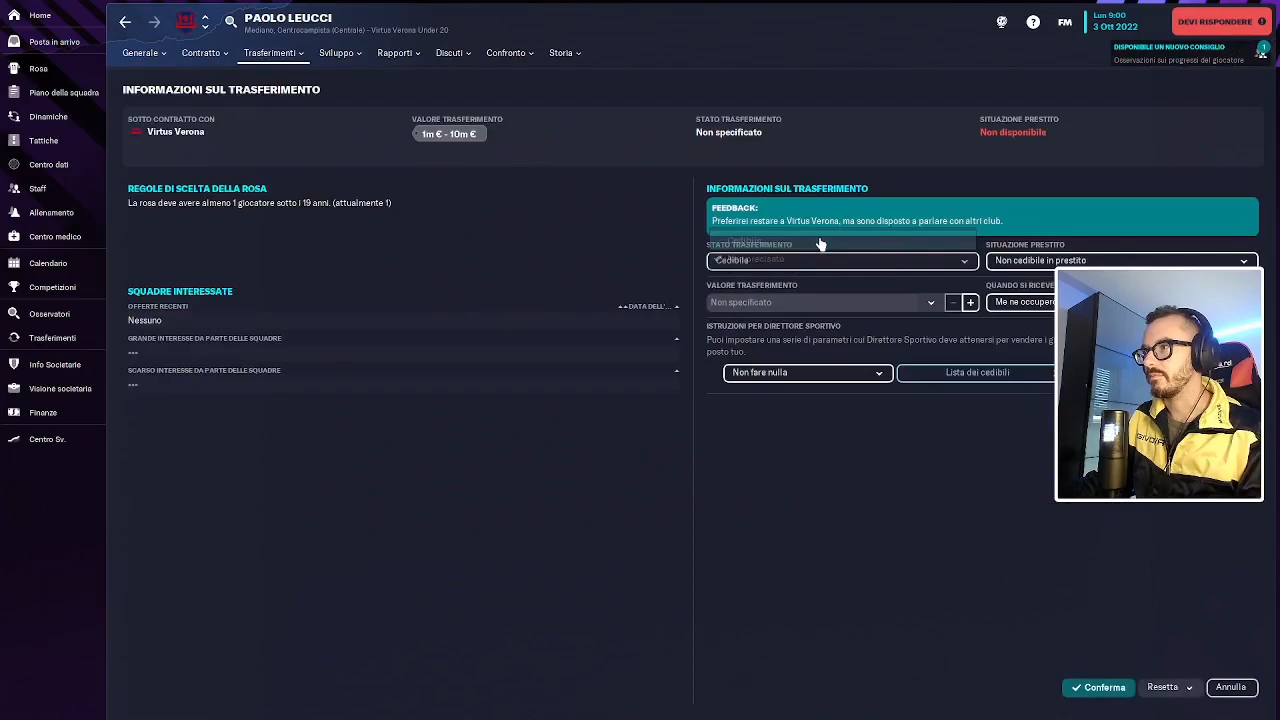 Home
PAOLO LEUCCI
Mediano, Centrocampista (Centrale) - Virtus Verona Under 20
FM
Lun 9:00
3 Ott 2022
DEVI RISPONDERE
Posta in arrivo
Generale
Contratto
Trasferimenti
Sviluppo
Rapporti
Discuti
Confronto
Storia
DISPONIBILE UN NUOVO CONSIGLIO
1
Osservazioni sui progressi del giocatore
Rosa
Piano della squadra
Dinamiche
Tattiche
Centro dati
Staff
Allenamento
Centro medico
Calendario
Competizioni
Osservatori
Trasferimenti
Info Societarie
Visione societaria
Finanze
Centro Sv.
INFORMAZIONI SUL TRASFERIMENTO
SOTTO CONTRATTO CON
Virtus Verona
VALORE TRASFERIMENTO
1m € - 10m €
STATO TRASFERIMENTO
Non specificato
SITUAZIONE PRESTITO
Non disponibile
REGOLE DI SCELTA DELLA ROSA
La rosa deve avere almeno 1 giocatore sotto i 19 anni. (attualmente 1)
SQUADRE INTERESSATE
OFFERTE RECENTI
DATA DELL'...
Nessuno
GRANDE INTERESSE DA PARTE DELLE SQUADRE
---
SCARSO INTERESSE DA PARTE DELLE SQUADRE
---
INFORMAZIONI SUL TRASFERIMENTO
FEEDBACK:
Preferirei restare a Virtus Verona, ma sono disposto a parlare con altri club.
STATO TRASFERIMENTO
SITUAZIONE PRESTITO
Cedibile
Non cedibile in prestito
VALORE TRASFERIMENTO
QUANDO SI RICEVE
Non specificato
Me ne occuperò
ISTRUZIONI PER DIRETTORE SPORTIVO
Puoi impostare una serie di parametri cui Direttore Sportivo deve attenersi per vendere i g
posto tuo.
Non fare nulla
Lista dei cedibili
GIVOVA
Conferma
Resetta
Annulla